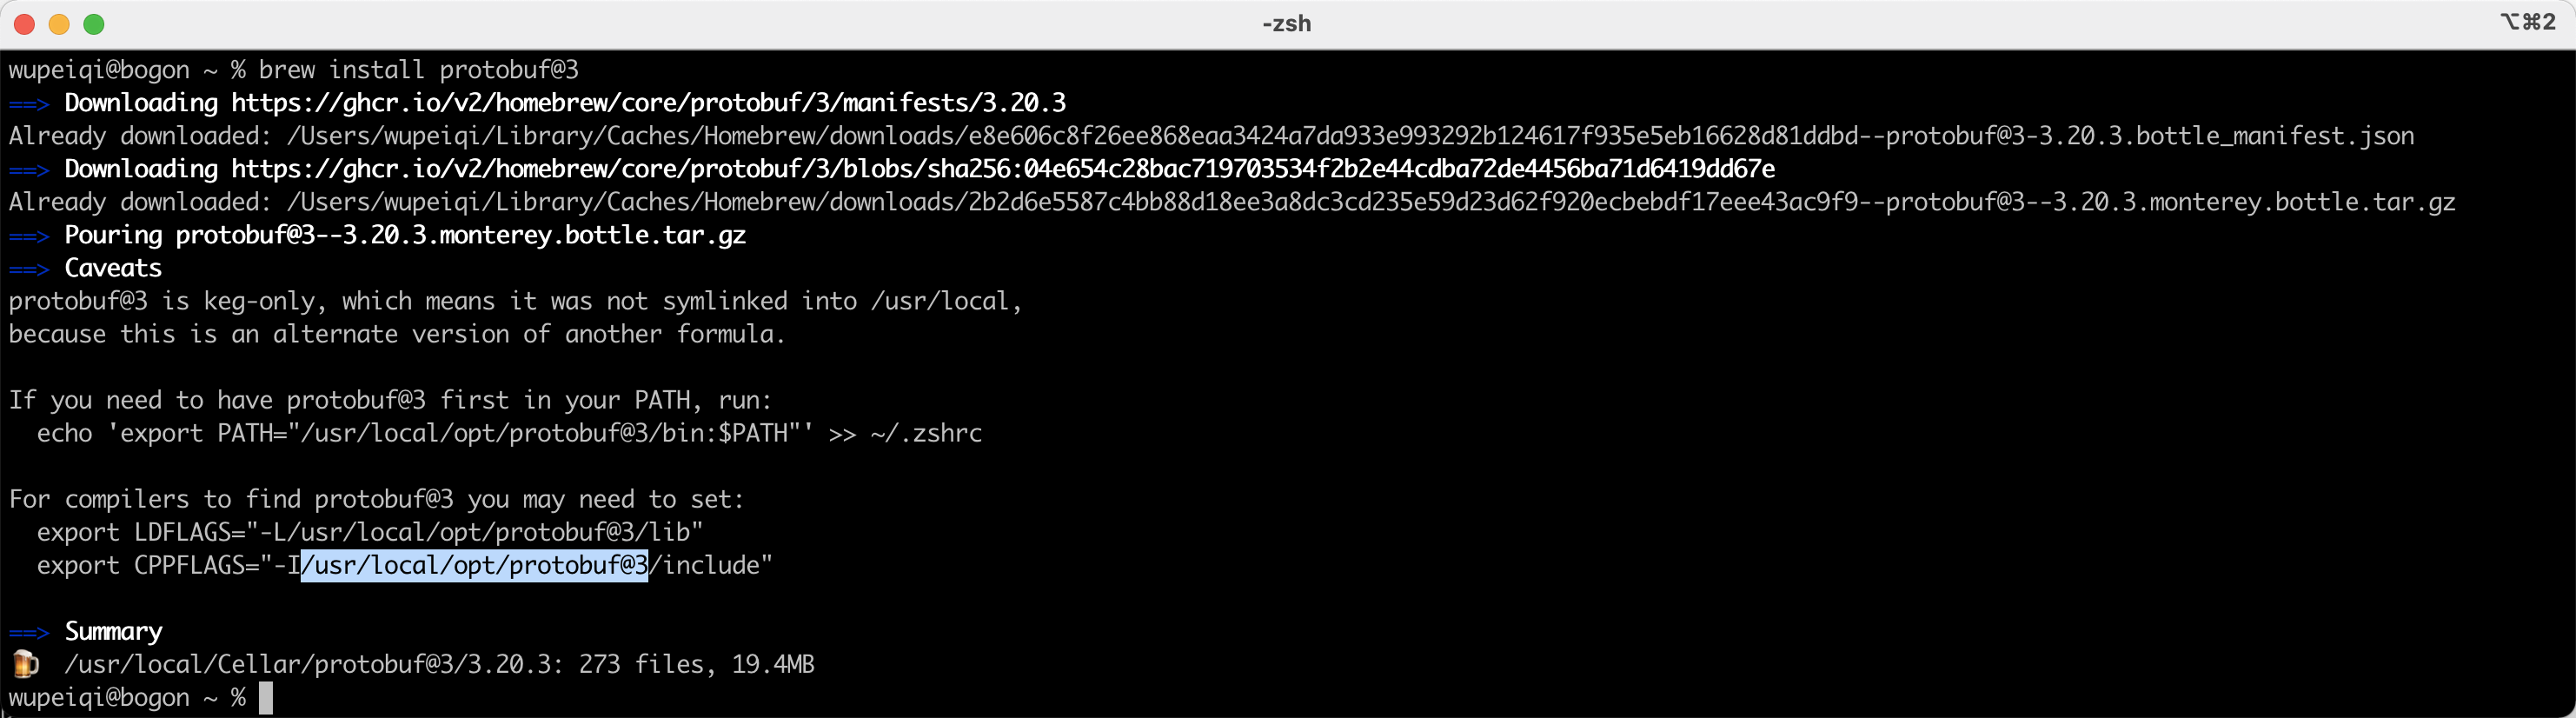 -zsh
⌥⌘2
wupeiqi@bogon ~ % brew install protobuf@3
==> Downloading https://ghcr.io/v2/homebrew/core/protobuf/3/manifests/3.20.3
Already downloaded: /Users/wupeiqi/Library/Caches/Homebrew/downloads/e8e606c8f26ee868eaa3424a7da933e993292b124617f935e5eb16628d81ddbd--protobuf@3-3.20.3.bottle_manifest.json
==> Downloading https://ghcr.io/v2/homebrew/core/protobuf/3/blobs/sha256:04e654c28bac719703534f2b2e44cdba72de4456ba71d6419dd67e
Already downloaded: /Users/wupeiqi/Library/Caches/Homebrew/downloads/2b2d6e5587c4bb88d18ee3a8dc3cd235e59d23d62f920ecbebdf17eee43ac9f9--protobuf@3--3.20.3.monterey.bottle.tar.gz
==> Pouring protobuf@3--3.20.3.monterey.bottle.tar.gz
==> Caveats
protobuf@3 is keg-only, which means it was not symlinked into /usr/local,
because this is an alternate version of another formula.
If you need to have protobuf@3 first in your PATH, run:
echo 'export PATH="/usr/local/opt/protobuf@3/bin:$PATH"' >> ~/.zshrc
For compilers to find protobuf@3 you may need to set:
export LDFLAGS="-L/usr/local/opt/protobuf@3/lib"
export CPPFLAGS="-I/usr/local/opt/protobuf@3/include"
==> Summary
🍺 /usr/local/Cellar/protobuf@3/3.20.3: 273 files, 19.4MB
wupeiqi@bogon ~ %